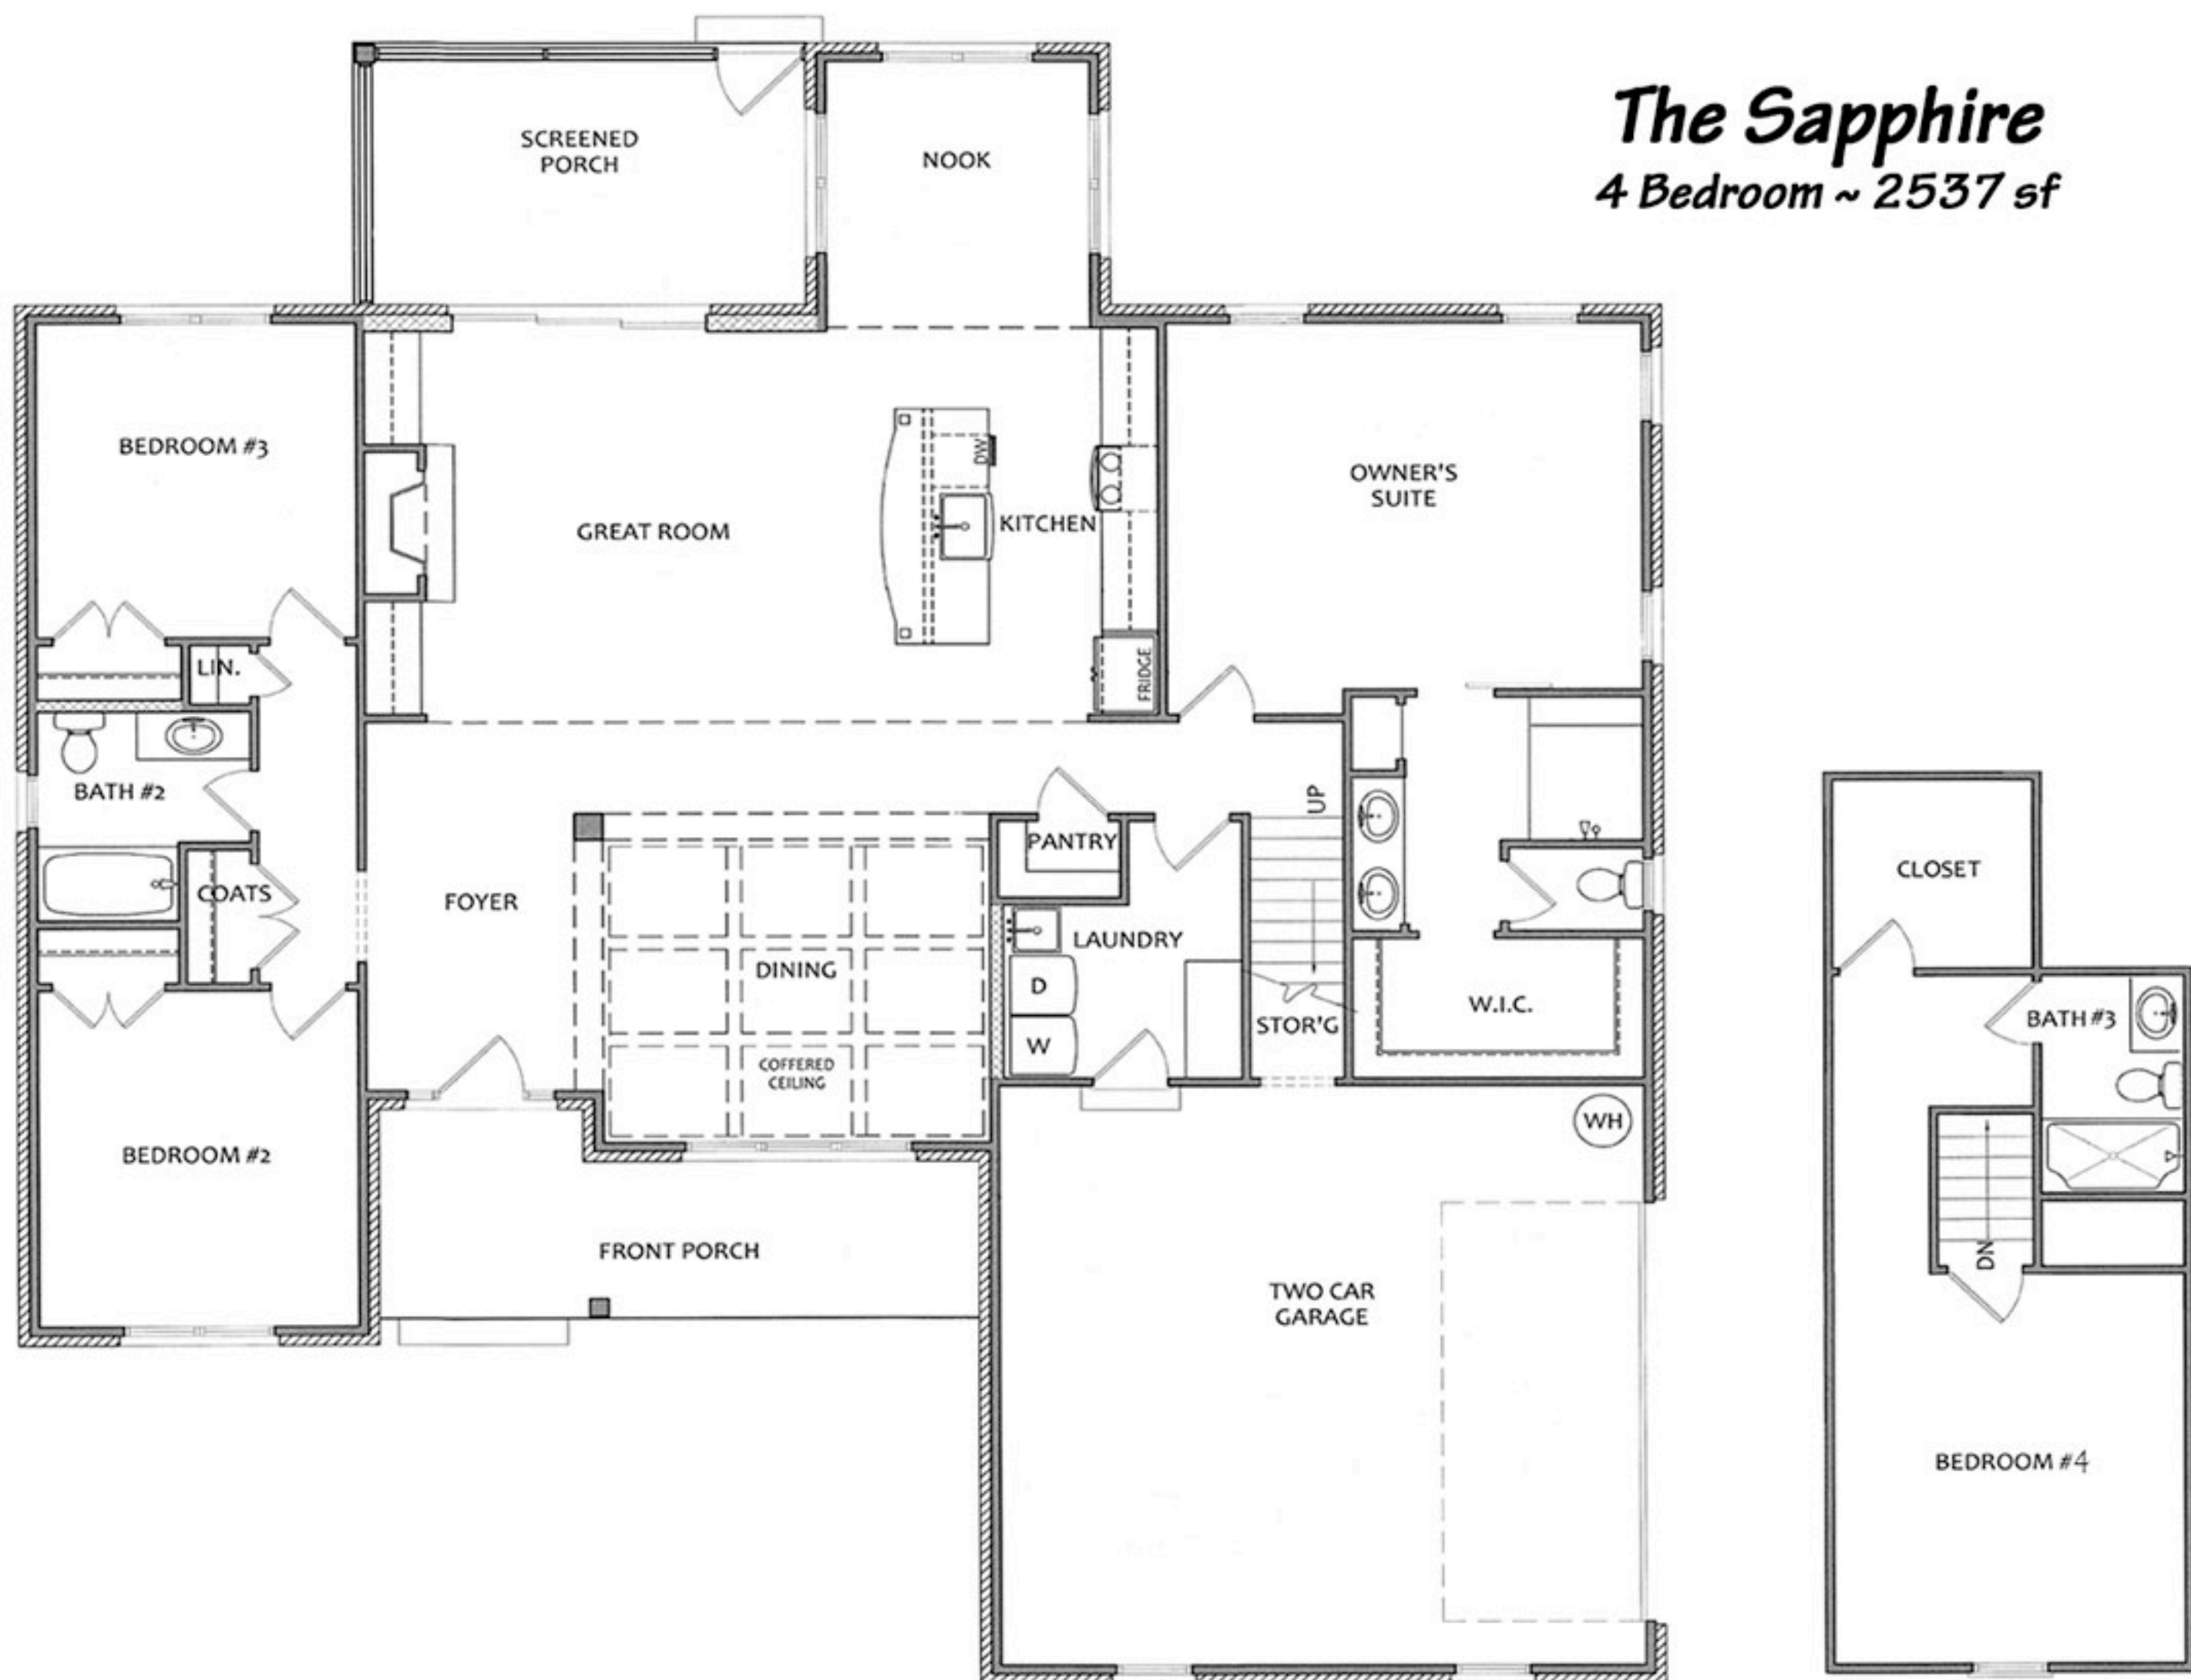 The Sapphire
4 Bedroom ~ 2537 sf
SCREENED
PORCH
NOOK
BEDROOM #3
GREAT ROOM
DW
KITCHEN
OWNER'S
SUITE
LIN.
FRIDGE
BATH #2
UP
PANTRY
COATS
FOYER
CLOSET
LAUNDRY
DINING
D
W.I.C.
STOR'G
BATH #3
W
COFFERED
CEILING
WH
BEDROOM #2
FRONT PORCH
DN
TWO CAR
GARAGE
BEDROOM #4